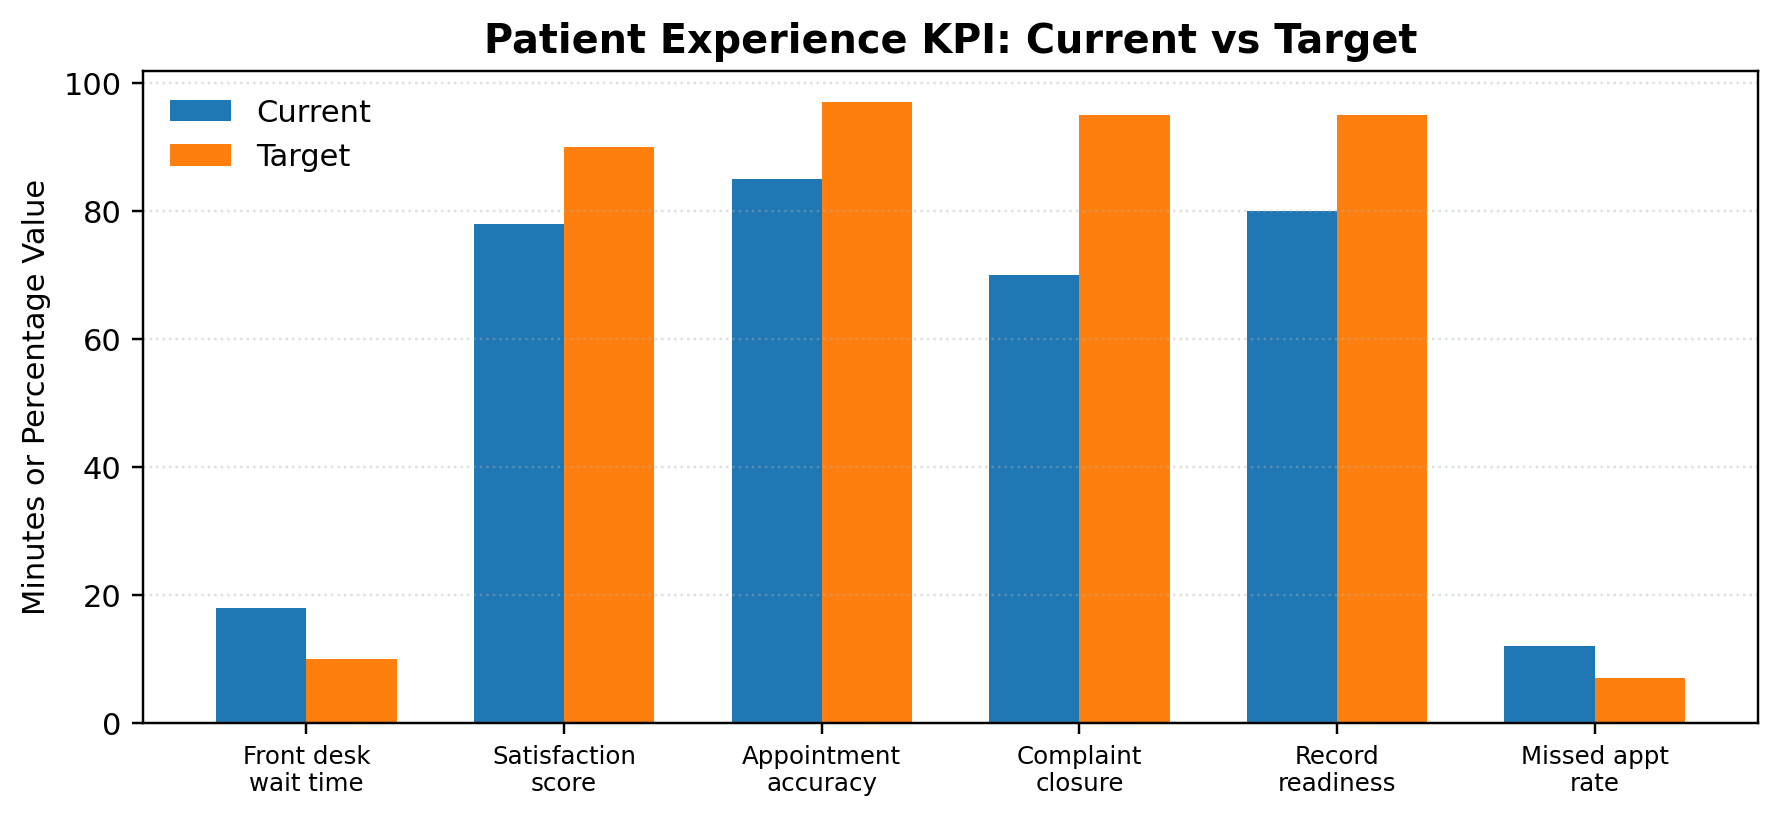 Patient Experience KPI: Current vs Target
Minutes or Percentage Value
100
80
60
40
20
0
Current
Target
Front desk
wait time
Satisfaction
score
Appointment
accuracy
Complaint
closure
Record
readiness
Missed appt
rate